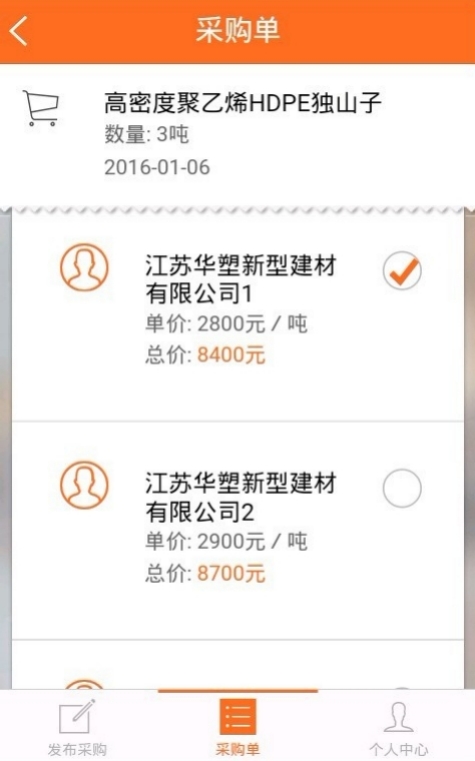 采购单
高密度聚乙烯HDPE独山子
数量: 3吨
2016-01-06
江苏华塑新型建材
有限公司1
单价: 2800元 / 吨
总价: 8400元
江苏华塑新型建材
有限公司2
单价: 2900元 / 吨
总价: 8700元
发布采购
采购单
个人中心